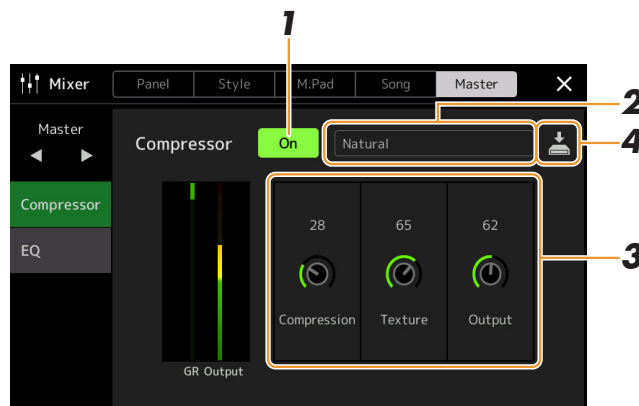 1
Mixer Panel Style M.Pad Song Master ×
2
Master
Compressor On Natural
4
Compressor
28 65 62
EQ
3
Compression Texture Output
GR Output